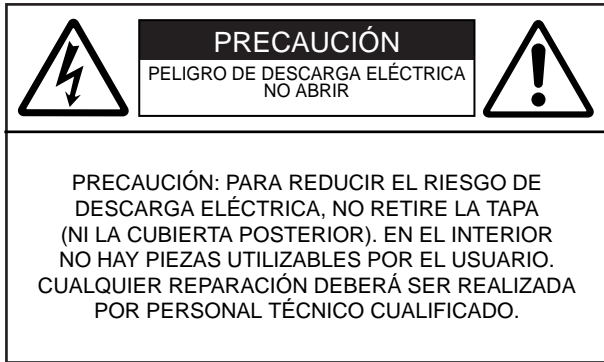 PRECAUCIÓN
PELIGRO DE DESCARGA ELÉCTRICA
NO ABRIR
PRECAUCIÓN: PARA REDUCIR EL RIESGO DE
DESCARGA ELÉCTRICA, NO RETIRE LA TAPA
(NI LA CUBIERTA POSTERIOR). EN EL INTERIOR
NO HAY PIEZAS UTILIZABLES POR EL USUARIO.
CUALQUIER REPARACIÓN DEBERÁ SER REALIZADA
POR PERSONAL TÉCNICO CUALIFICADO.